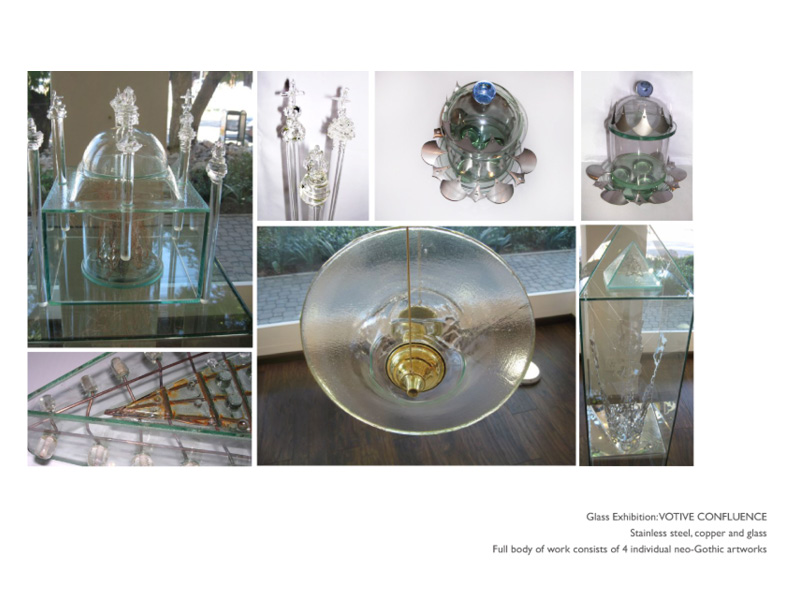 Glass Exhibition: VOTIVE CONFLUENCE
Stainless steel, copper and glass
Full body of work consists of 4 individual neo-Gothic artworks